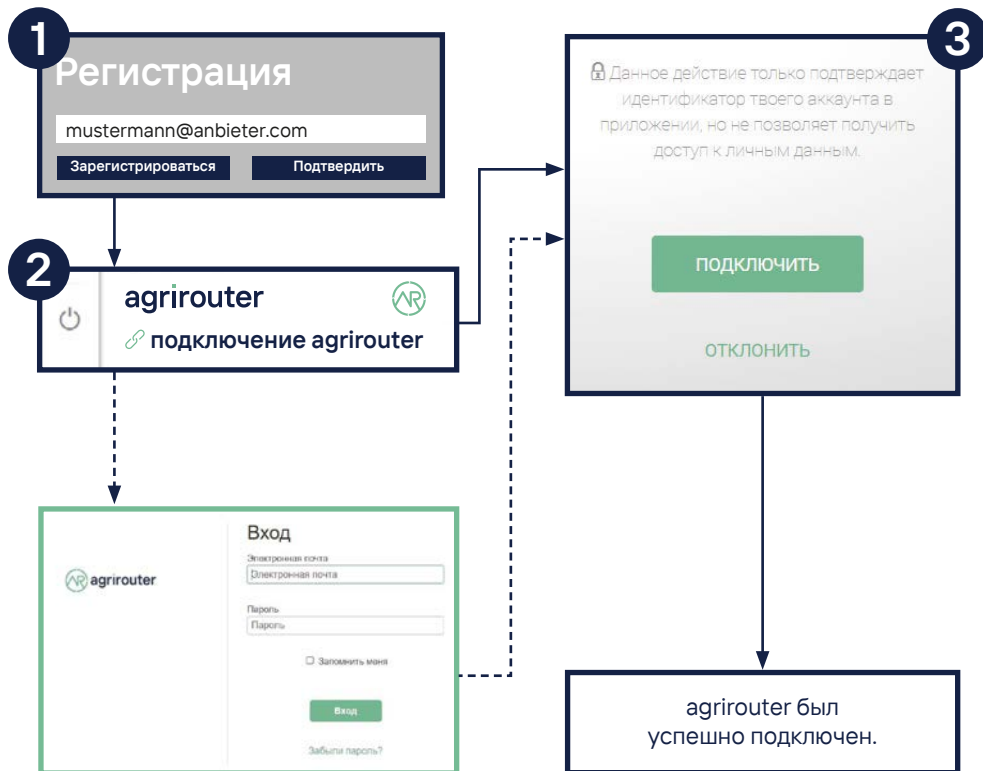 1
Регистрация
mustermann@anbieter.com
Зарегистрироваться
Подтвердить
2
agrirouter
AR
подключение agrirouter
AR agrirouter
Вход
Электронная почта
Электронная почта
Пароль
Пароль
Запомнить меня
Вход
Забыли пароль?
3
Данное действие только подтверждает
идентификатор твоего аккаунта в
приложении, но не позволяет получить
доступ к личным данным.
ПОДКЛЮЧИТЬ
ОТКЛОНИТЬ
agrirouter был
успешно подключен.